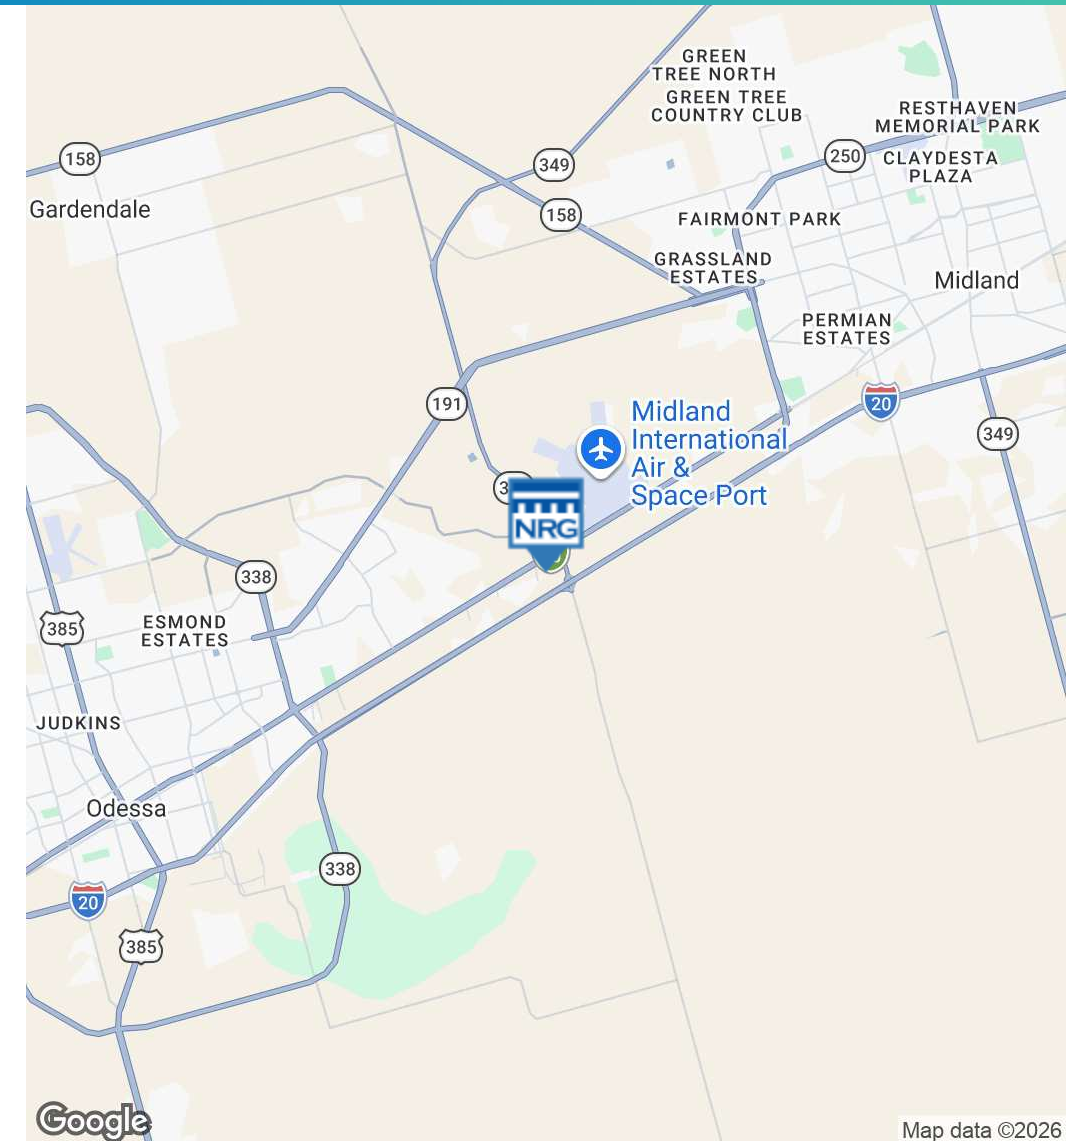 GREEN
TREE NORTH
GREEN TREE
COUNTRY CLUB
RESTHAVEN
MEMORIAL PARK
158
349
250
CLAYDESTA
PLAZA
Gardendale
158
FAIRMONT PARK
GRASSLAND
ESTATES
Midland
PERMIAN
ESTATES
191
20
Midland
International
Air &
Space Port
349
NRG
338
385
ESMOND
ESTATES
JUDKINS
Odessa
338
20
385
Google
Map data ©2026